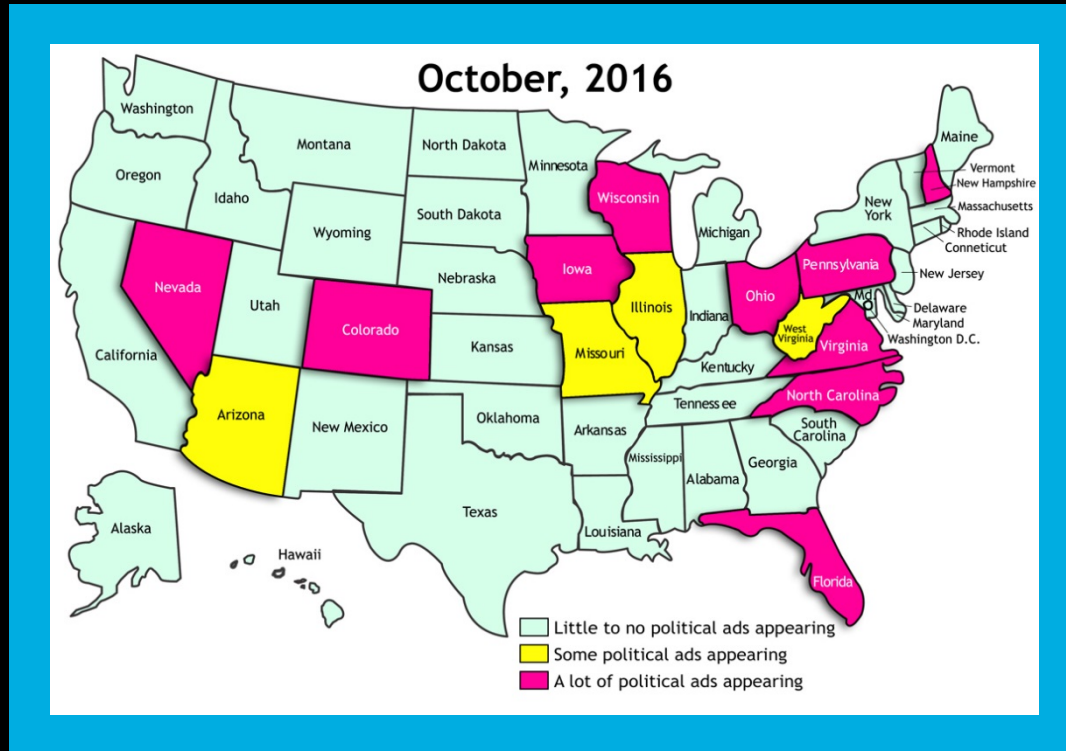 October, 2016
Washington
Montana
North Dakota
Minnesota
Maine
Vermont
New Hampshire
Massachusetts
Rhode Island
Conneticut
Oregon
Idaho
South Dakota
Wisconsin
Michigan
New
York
Wyoming
Nebraska
Iowa
Pennsylvania
New Jersey
Nevada
Utah
Colorado
Illinois
Indiana
Ohio
Md.
Delaware
Maryland
Washington D.C.
California
Kansas
Missouri
West
Virginia
Virginia
Kentucky
North Carolina
Arizona
New Mexico
Oklahoma
Arkansas
Tennessee
South
Carolina
Mississippi
Alabama
Georgia
Texas
Louisiana
Alaska
Hawaii
Florida
Little to no political ads appearing
Some political ads appearing
A lot of political ads appearing